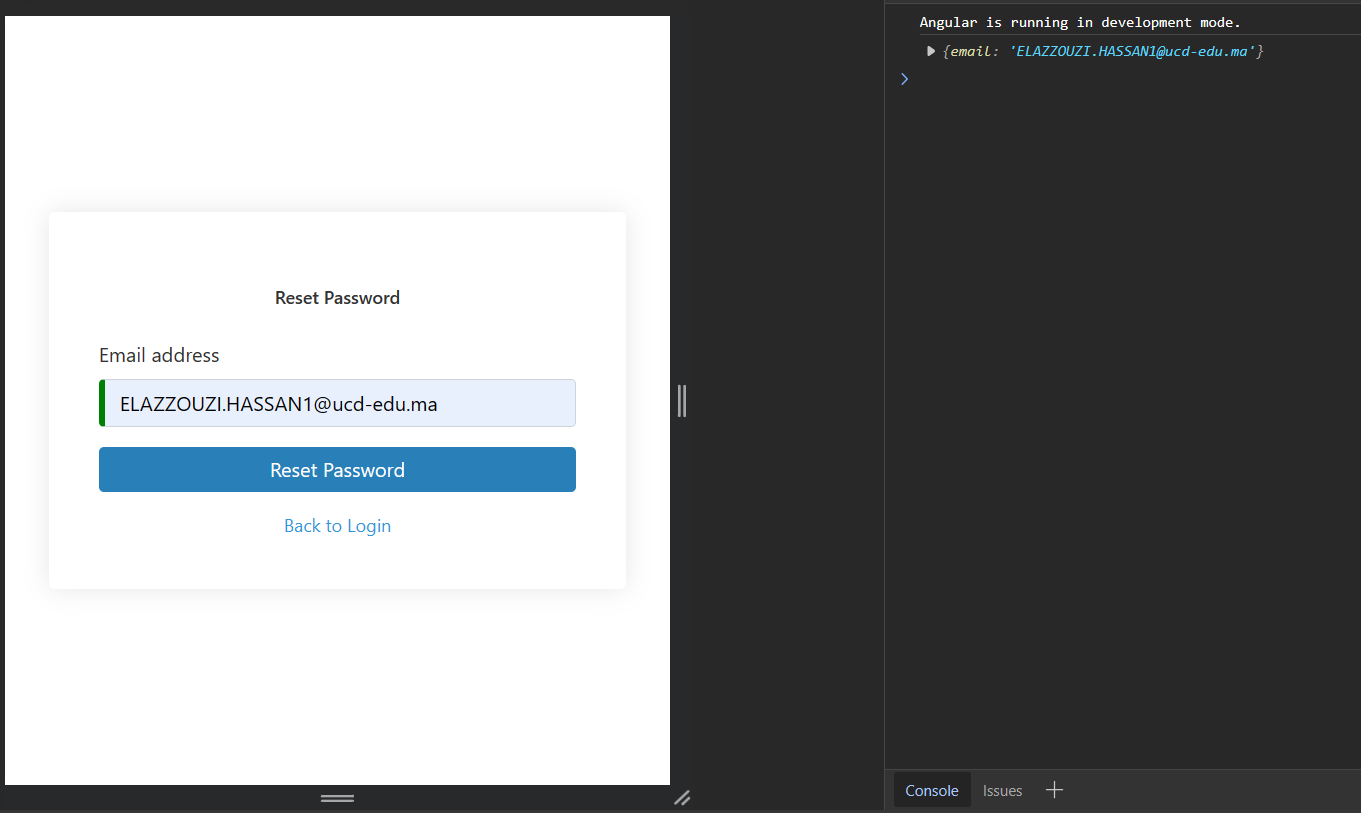 Reset Password
Email address
ELAZZOUZI.HASSAN1@ucd-edu.ma
Reset Password
Back to Login
Angular is running in development mode.
{email: 'ELAZZOUZI.HASSAN1@ucd-edu.ma'}
Console Issues